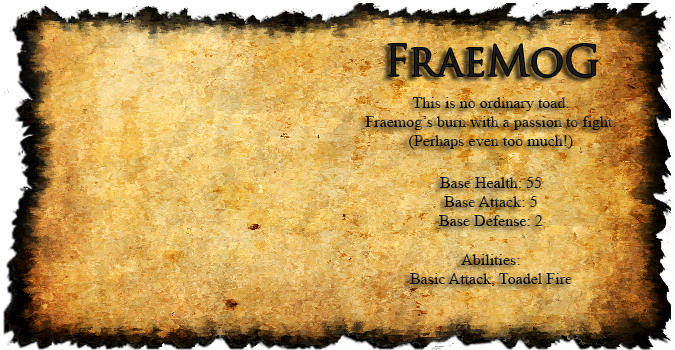 FraeMoG
This is no ordinary toad
Fraemog's burn with a passion to fight
(Perhaps even too much!)
Base Health: 55
Base Attack: 5
Base Defense: 2
Abilities:
Basic Attack, Toadel Fire